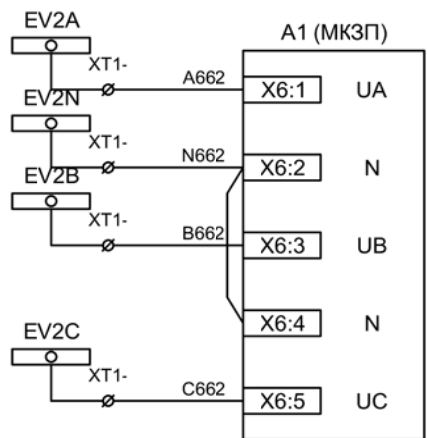 EV2A
A1 (МКЗП)
XT1-
A662
X6:1
UA
EV2N
XT1-
N662
X6:2
N
EV2B
XT1-
B662
X6:3
UB
X6:4
N
EV2C
XT1-
C662
X6:5
UC